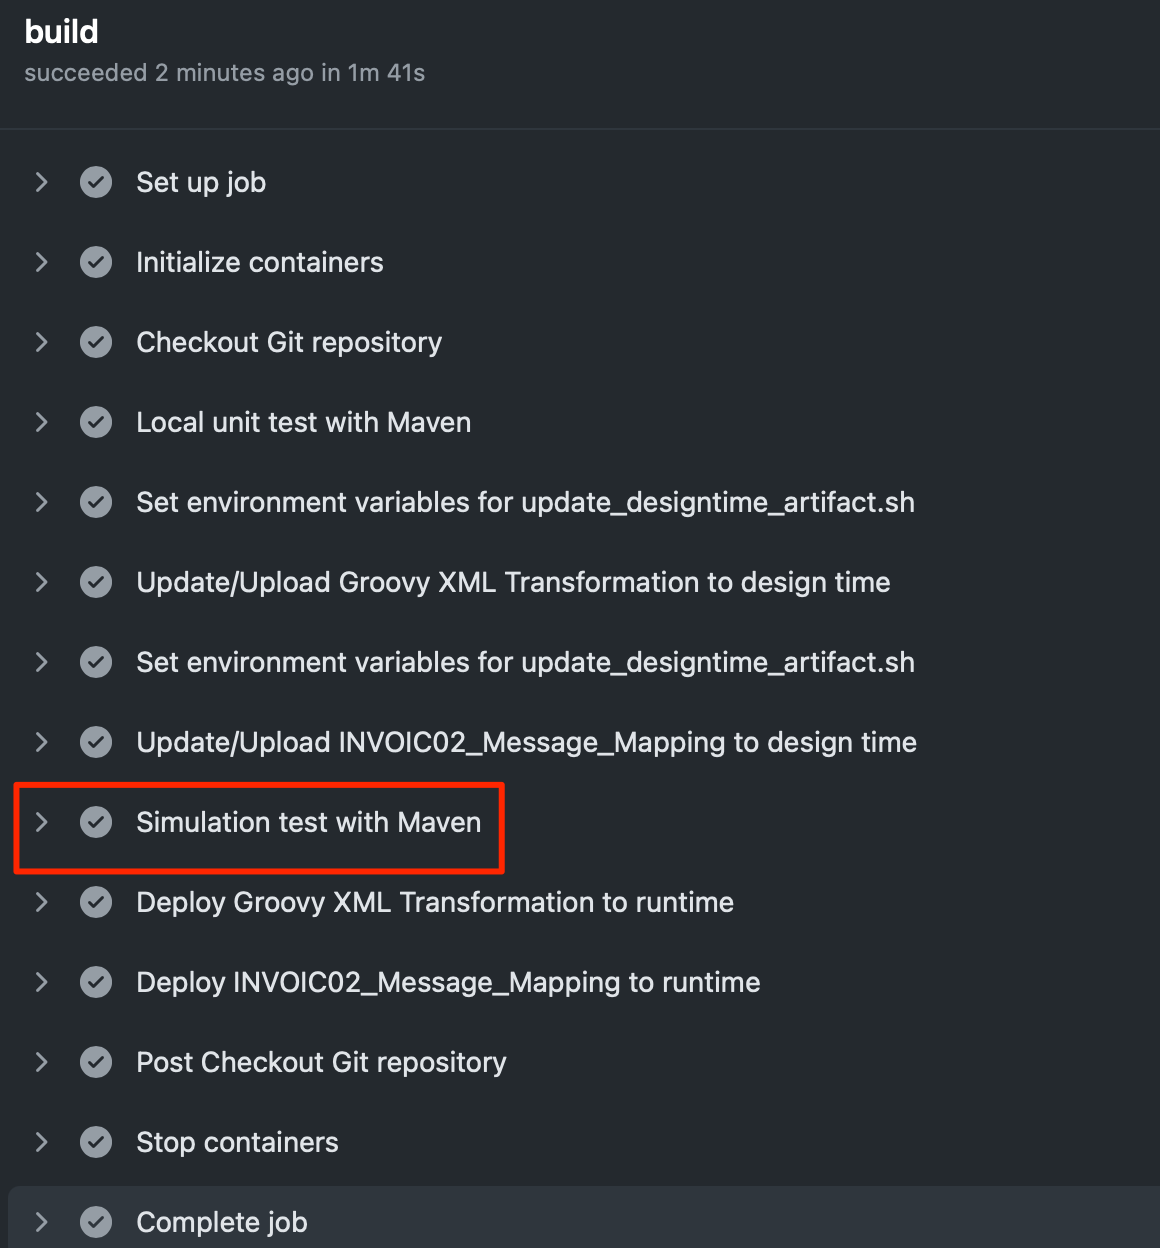 build
succeeded 2 minutes ago in 1m 41s
Set up job
Initialize containers
Checkout Git repository
Local unit test with Maven
Set environment variables for update_designtime_artifact.sh
Update/Upload Groovy XML Transformation to design time
Set environment variables for update_designtime_artifact.sh
Update/Upload INVOIC02_Message_Mapping to design time
Simulation test with Maven
Deploy Groovy XML Transformation to runtime
Deploy INVOIC02_Message_Mapping to runtime
Post Checkout Git repository
Stop containers
Complete job